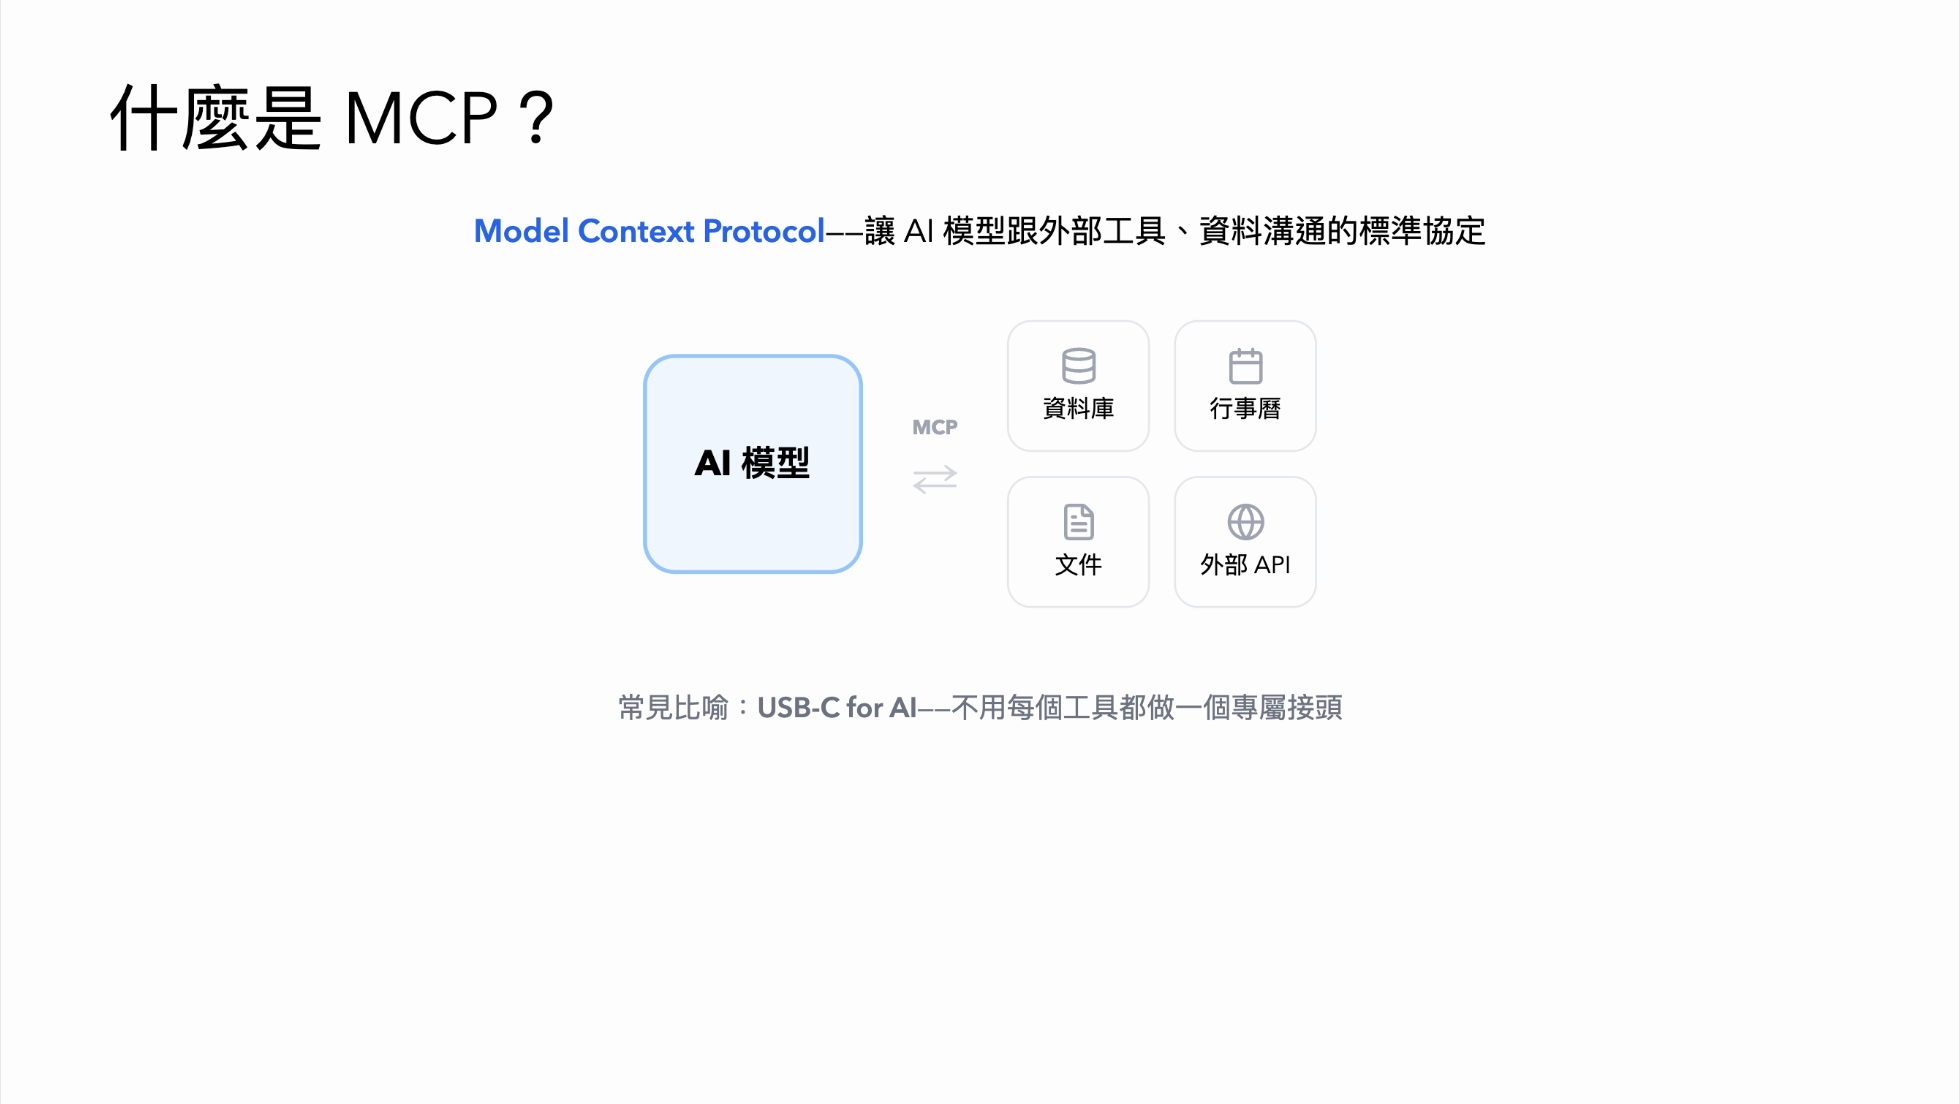 什麼是 MCP？
Model Context Protocol——讓 AI 模型跟外部工具、資料溝通的標準協定
AI 模型
MCP
資料庫
行事曆
文件
外部 API
常見比喻：USB-C for AI——不用每個工具都做一個專屬接頭